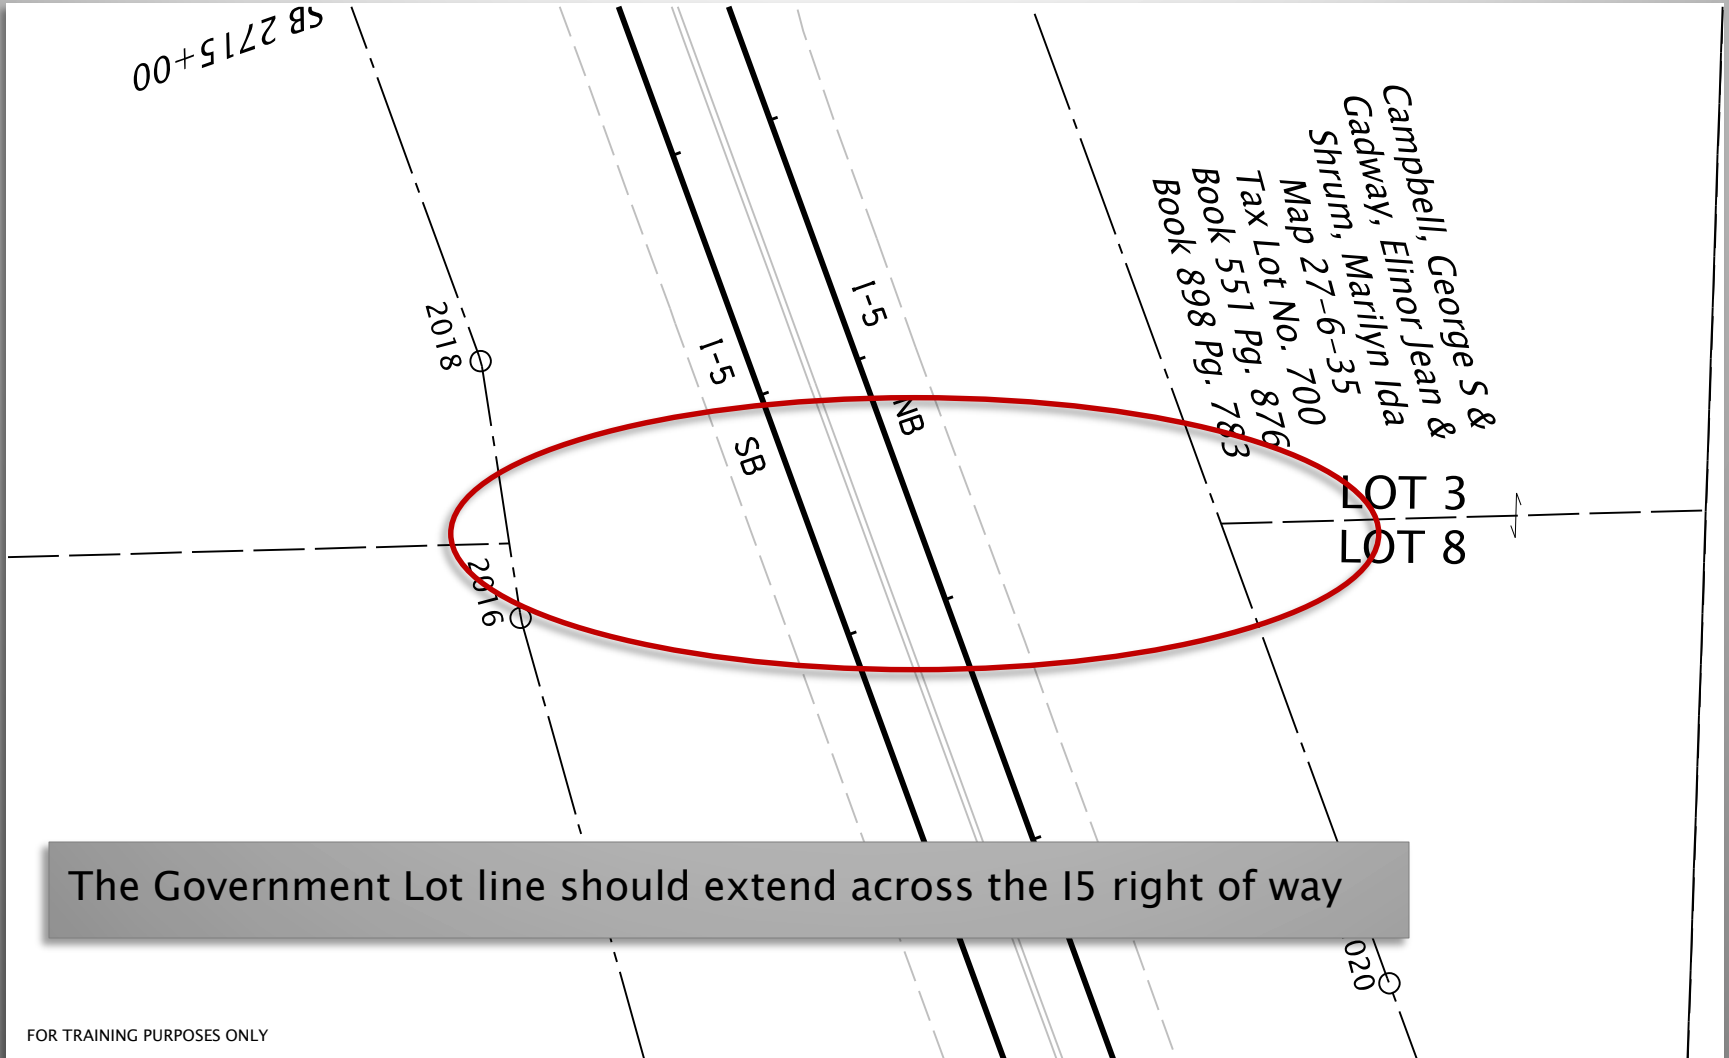 SB 2715+00
Campbell, George S &
Gadway, Elinor Jean &
Shrum, Marilyn Ida
Map 27-6-35
Tax Lot No. 700
Book 551 Pg. 876
Book 898 Pg. 783
2018
I-5
SB
I-5
NB
LOT 3
LOT 8
2016
The Government Lot line should extend across the I5 right of way
020
FOR TRAINING PURPOSES ONLY